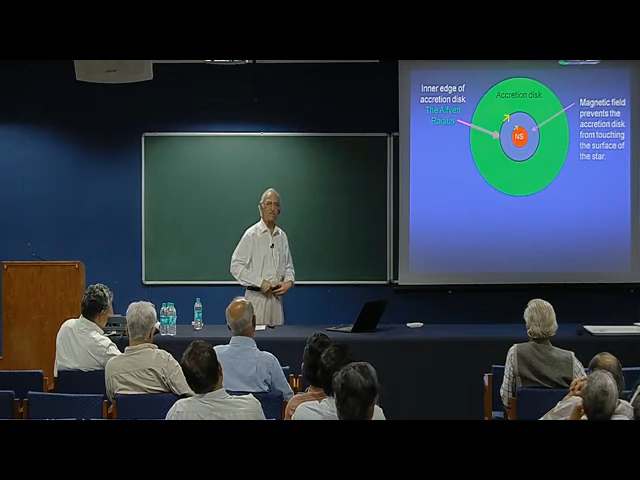 Inner edge of
accretion disk
The Alfven
Radius
Accretion disk
NS
Magnetic field
prevents the
accretion disk
from touching
the surface of
the star.